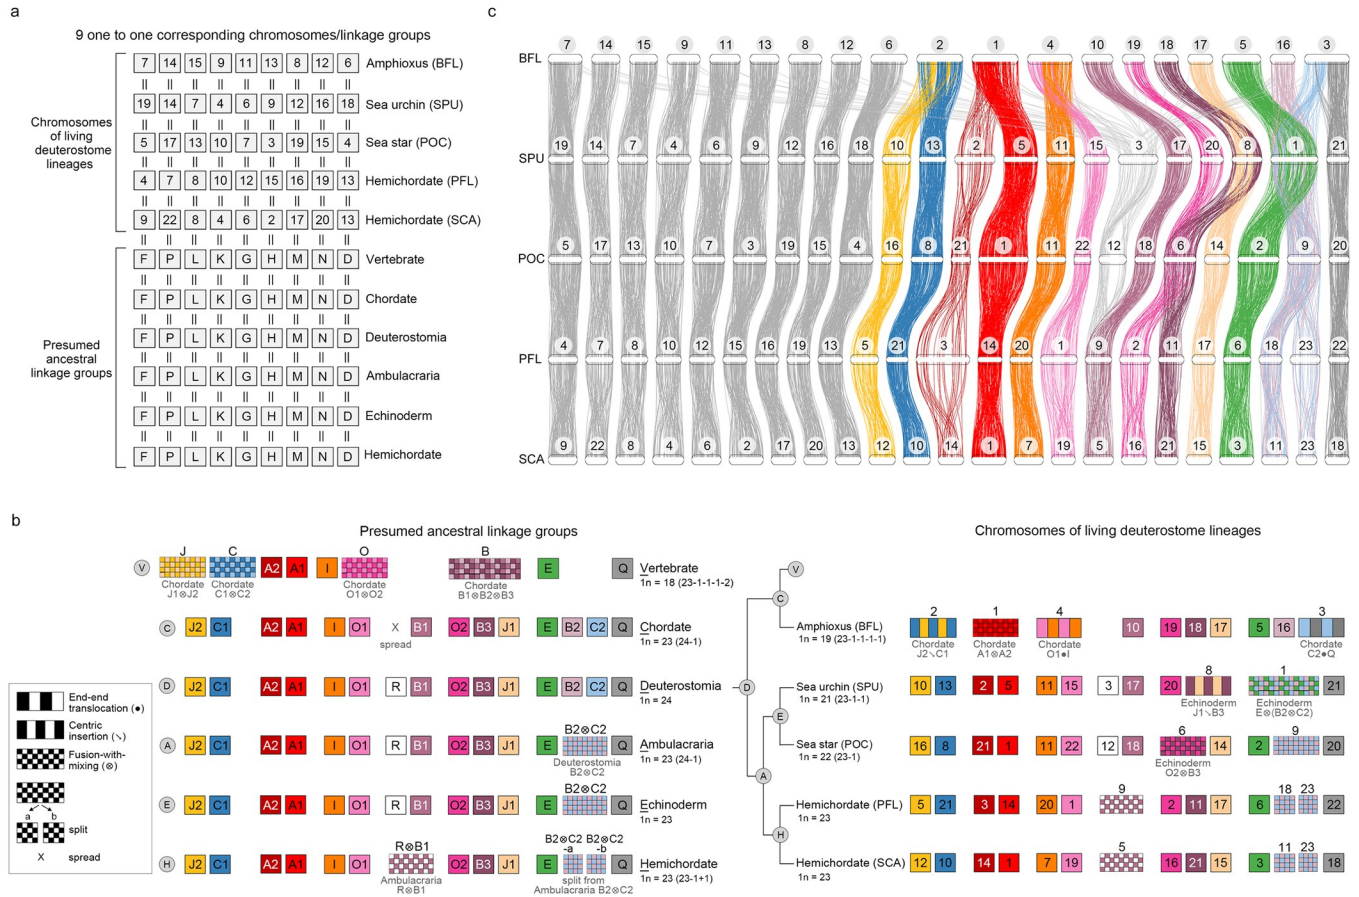 a
9 one to one corresponding chromosomes/linkage groups
7 14 15 9 11 13 8 12 6 Amphioxus (BFL)
19 14 7 4 6 9 12 16 18 Sea urchin (SPU)
5 17 13 10 7 3 19 15 4 Sea star (POC)
4 7 8 10 12 15 16 19 13 Hemichordate (PFL)
9 22 8 4 6 2 17 20 13 Hemichordate (SCA)
Chromosomes
of living
deuterostome
lineages
F P L K G H M N D Vertebrate
F P L K G H M N D Chordate
F P L K G H M N D Deuterostomia
F P L K G H M N D Ambulacraria
F P L K G H M N D Echinoderm
F P L K G H M N D Hemichordate
Presumed
ancestral
linkage groups
c
7 14 15 9 11 13 8 12 6 2 1 4 10 19 18 17 5 16 3
BFL
19 14 7 4 6 9 12 16 18 10 13 2 5 11 15 3 17 20 8 1 21
SPU
5 17 13 10 7 3 19 15 4 16 8 21 1 11 22 12 18 6 14 2 9 20
POC
4 7 8 10 12 15 16 19 13 5 21 3 14 20 1 9 2 11 17 6 18 23 22
PFL
9 22 8 4 6 2 17 20 13 12 10 14 1 7 19 5 16 21 15 3 11 23 18
SCA
b
Presumed ancestral linkage groups
J C O B
V A2 A1 I E Q Vertebrate
1n = 18 (23-1-1-1-2)
Chordate
J1⊗J2
Chordate
C1⊗C2
Chordate
O1⊗O2
Chordate
B1⊗B2⊗B3
C J2 C1 A2 A1 I O1 X B1 O2 B3 J1 E B2 C2 Q Chordate
spread
1n = 23 (24-1)
D J2 C1 A2 A1 I O1 R B1 O2 B3 J1 E B2 C2 Q Deuterostomia
1n = 24
B2⊗C2
A J2 C1 A2 A1 I O1 R B1 O2 B3 J1 E Q Ambulacraria
1n = 23 (24-1)
Deuterostomia
B2⊗C2
B2⊗C2
E J2 C1 A2 A1 I O1 R B1 O2 B3 J1 E Q Echinoderm
1n = 23
R⊗B1
B2⊗C2 B2⊗C2
-a -b
H J2 C1 A2 A1 I O1 O2 B3 J1 E Q Hemichordate
1n = 23 (23-1+1)
Ambulacraria
R⊗B1
split from
Ambulacraria B2⊗C2
End-end
translocation (●)
Centric
insertion (↘)
Fusion-with-
mixing (⊗)
a b
split
X spread
Chromosomes of living deuterostome lineages
V
C
D
E
A
H
Amphioxus (BFL)
1n = 19 (23-1-1-1-1)
2 1 4 3
10 19 18 17 5 16
Chordate
J2↘C1
Chordate
A1⊗A2
Chordate
O1●I
Chordate
C2●Q
Sea urchin (SPU)
1n = 21 (23-1-1)
8 1
10 13 2 5 11 15 3 17 20 21
Echinoderm
J1↘B3
Echinoderm
E⊗(B2⊗C2)
Sea star (POC)
1n = 22 (23-1)
6 9
16 8 21 1 11 22 12 18 14 2 20
Echinoderm
O2⊗B3
Hemichordate (PFL)
1n = 23
9 18 23
5 21 3 14 20 1 2 11 17 6 22
Hemichordate (SCA)
1n = 23
5 11 23
12 10 14 1 7 19 16 21 15 3 18